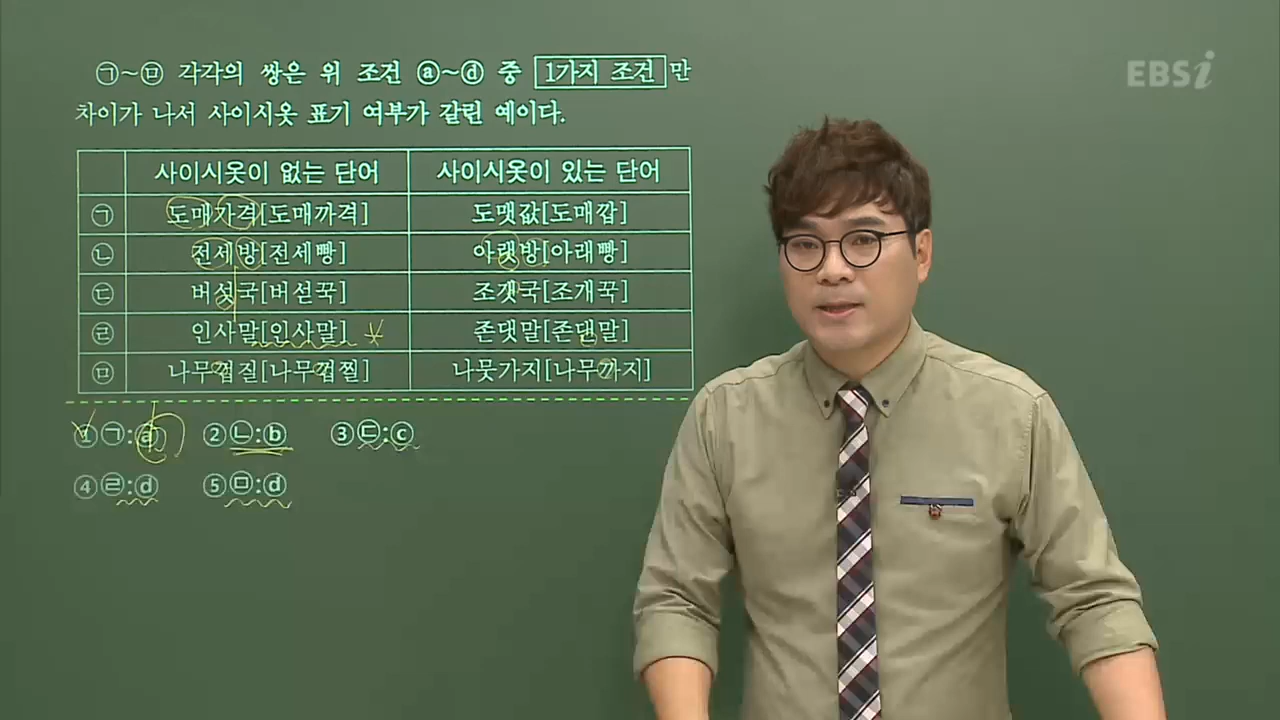 ㉠~㉤ 각각의 쌍은 위 조건 ⓐ~ⓓ 중 1가지 조건만
차이가 나서 사이시옷 표기 여부가 갈린 예이다.
EBSi
사이시옷이 없는 단어 사이시옷이 있는 단어
㉠ 도매가격[도매까격] 도맷값[도매깝]
㉡ 전세방[전세빵] 아랫방[아래빵]
㉢ 버섯국[버섣꾹] 조갯국[조개꾹]
㉣ 인사말[인사말] 존댓말[존댄말]
㉤ 나무껍질[나무껍찔] 나뭇가지[나무까지]
①㉠:ⓐ ②㉡:ⓑ ③㉢:ⓒ
④㉣:ⓓ ⑤㉤:ⓓ